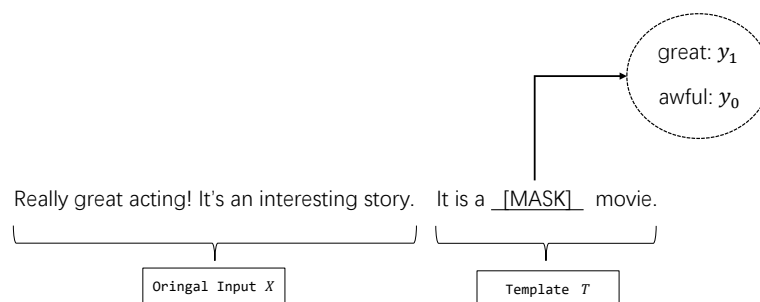 great: y₁
awful: y₀
Really great acting! It's an interesting story. It is a [MASK] movie.
Oringal Input X
Template T